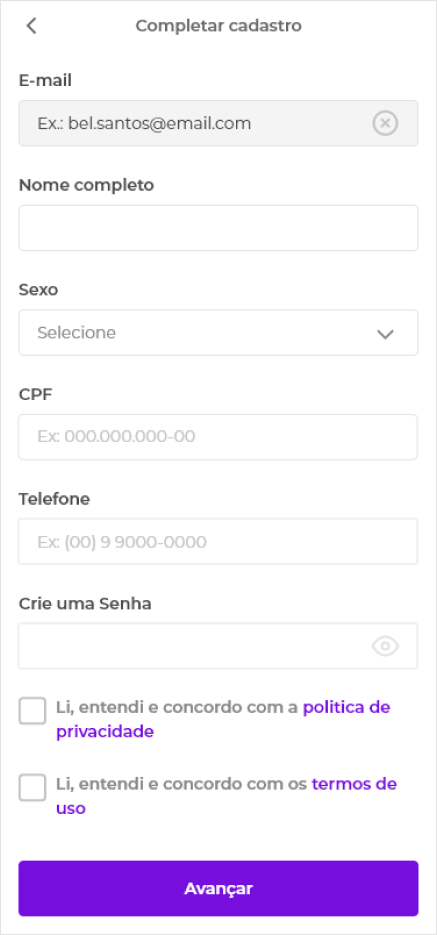 Completar cadastro
E-mail
Ex.: bel.santos@email.com
Nome completo
Sexo
Selecione
CPF
Ex: 000.000.000-00
Telefone
Ex: (00) 9 9000-0000
Crie uma Senha
Li, entendi e concordo com a politica de
privacidade
Li, entendi e concordo com os termos de
uso
Avançar